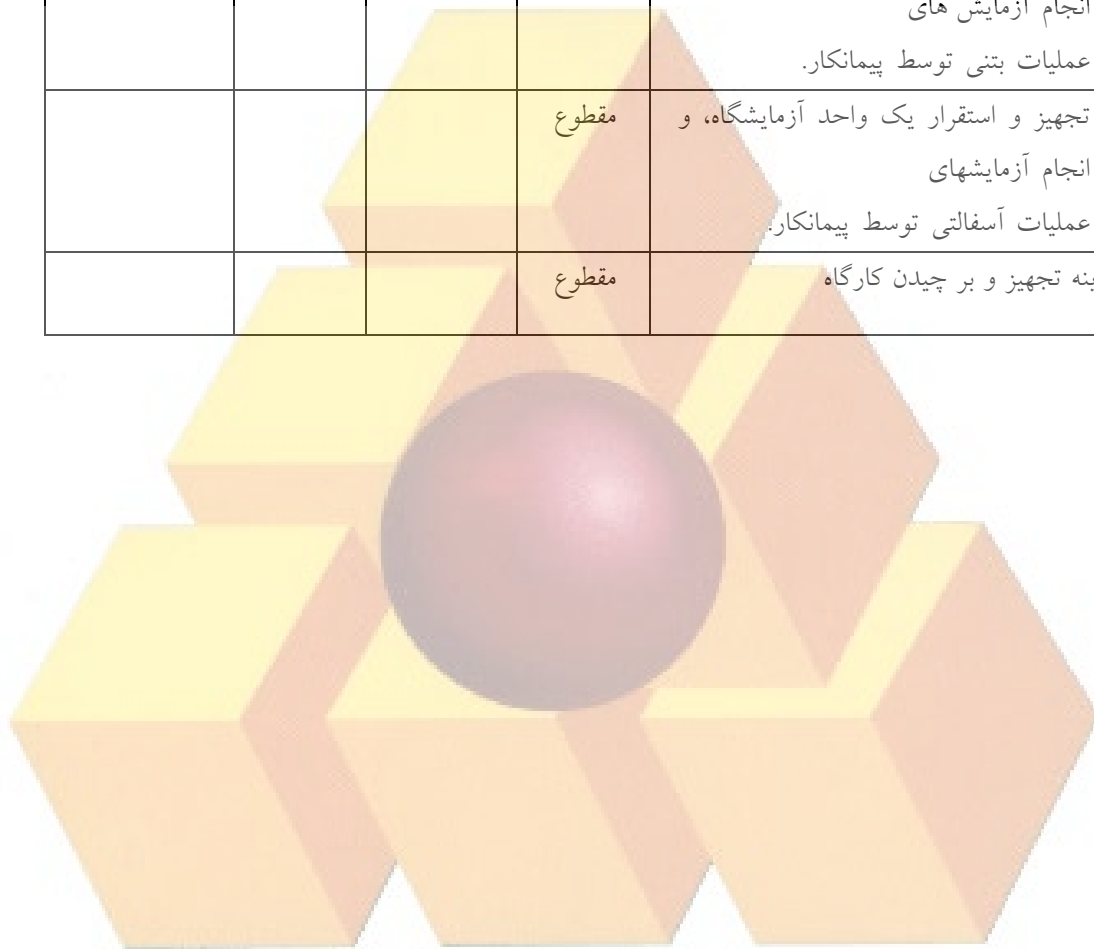 انجام آزمایش های
عملیات بتنی توسط پیمانکار.
تجهیز و استقرار یک واحد آزمایشگاه، و مقطوع
انجام آزمایشهای
عملیات آسفالتی توسط پیمانکار.
تجهیز و بر چیدن کارگاه مقطوع